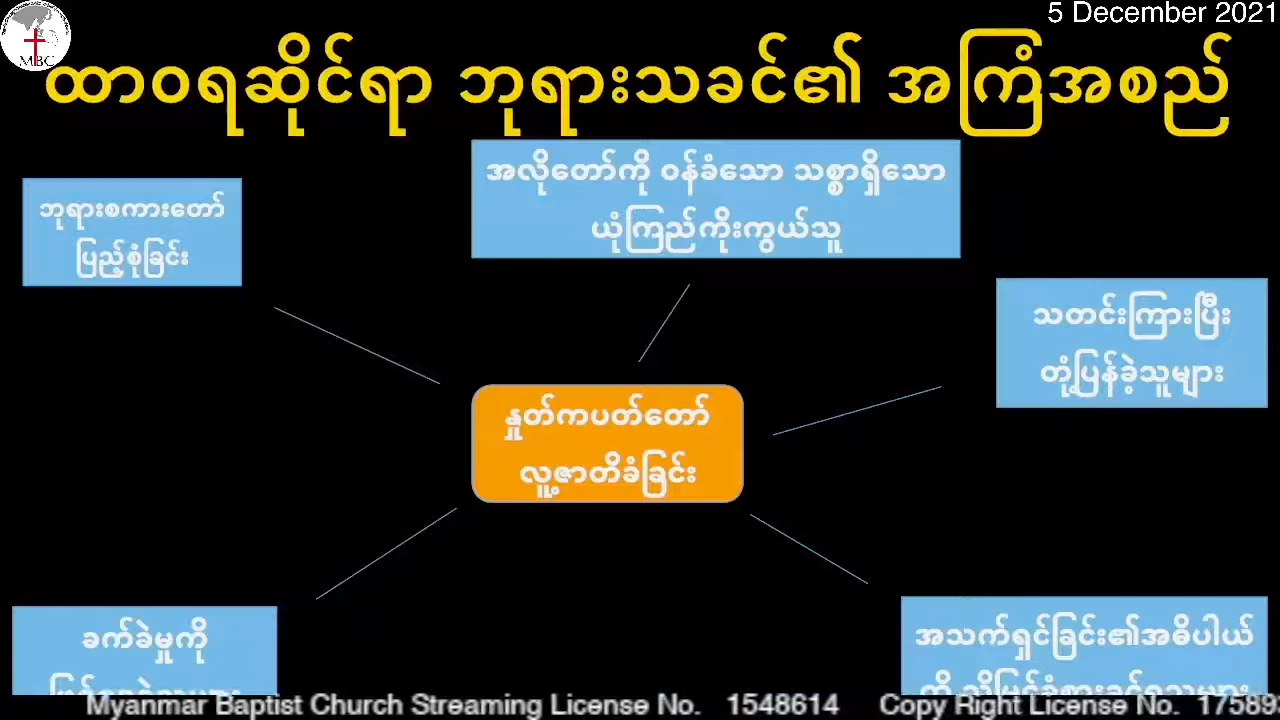 5 December 2021
MBC
ထာဝရဆိုင်ရာ ဘုရားသခင်၏ အကြံအစည်
အလိုတော်ကို ဝန်ခံသော သစ္စာရှိသော
ယုံကြည်ကိုးကွယ်သူ
ဘုရားစကားတော်
ပြည့်စုံခြင်း
သတင်းကြားပြီး
တုံ့ပြန်ခဲ့သူများ
နှုတ်ကပတ်တော်
လူ့ဇာတိခံခြင်း
ခက်ခဲမှုကို
အသက်ရှင်ခြင်း၏အဓိပါယ်
Myanmar Baptist Church Streaming License No. 1548614 Copy Right License No.